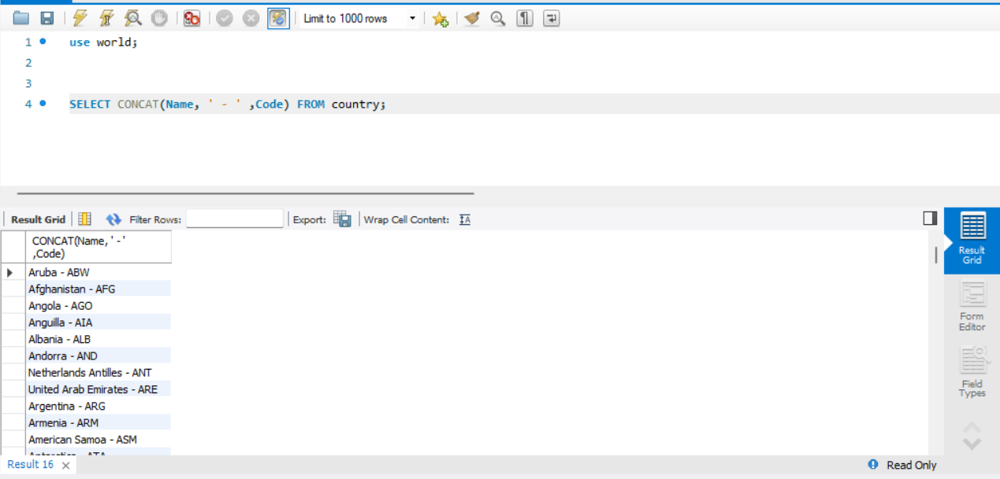 Limit to 1000 rows
1 use world;
2
3
4 SELECT CONCAT(Name, ' - ' ,Code) FROM country;
Result Grid Filter Rows: Export: Wrap Cell Content:
CONCAT(Name, ' - '
,Code)
Aruba - ABW
Afghanistan - AFG
Angola - AGO
Anguilla - AIA
Albania - ALB
Andorra - AND
Netherlands Antilles - ANT
United Arab Emirates - ARE
Argentina - ARG
Armenia - ARM
American Samoa - ASM
Antarctica - ATA
Result
Grid
Form
Editor
Field
Types
Result 16
Read Only